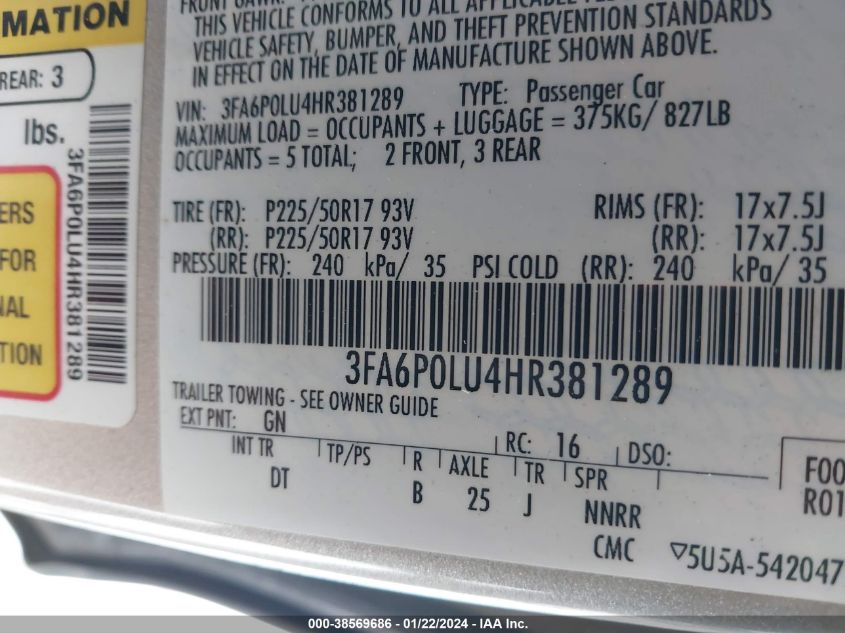 MATION
REAR: 3
lbs.
3FA6P0LU4HR381289
ERS
FOR
NAL
TION
THIS VEHICLE CONFORMS TO ALL APPLICABLE
VEHICLE SAFETY, BUMPER, AND THEFT PREVENTION STANDARDS
IN EFFECT ON THE DATE OF MANUFACTURE SHOWN ABOVE.
VIN: 3FA6P0LU4HR381289 TYPE: Passenger Car
MAXIMUM LOAD = OCCUPANTS + LUGGAGE = 375KG/ 827LB
OCCUPANTS = 5 TOTAL; 2 FRONT, 3 REAR
TIRE (FR): P225/50R17 93V RIMS (FR): 17x7.5J
(RR): P225/50R17 93V (RR): 17x7.5J
PRESSURE (FR): 240 kPa/ 35 PSI COLD (RR): 240 kPa/ 35
3FA6P0LU4HR381289
TRAILER TOWING - SEE OWNER GUIDE
EXT PNT: GN RC: 16 DSO:
INT TR TP/PS R AXLE TR SPR
DT B 25 J NNRR
CMC
F00
R01
▽5U5A-542047
000-38569686 - 01/22/2024 - IAAI Inc.